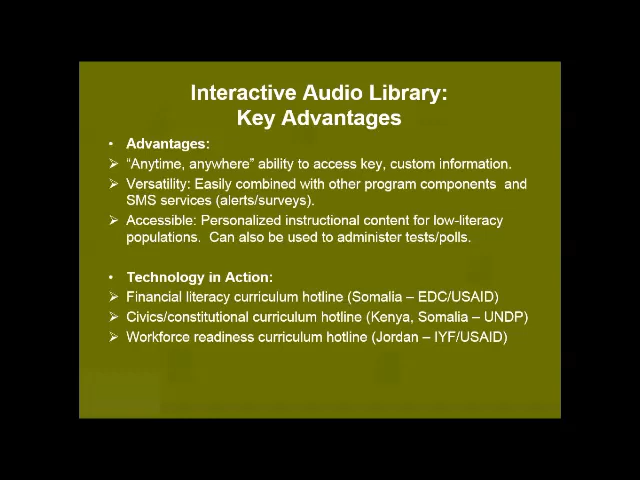 Interactive Audio Library:
Key Advantages
• Advantages:
➢ “Anytime, anywhere” ability to access key, custom information.
➢ Versatility: Easily combined with other program components and
SMS services (alerts/surveys).
➢ Accessible: Personalized instructional content for low-literacy
populations. Can also be used to administer tests/polls.
• Technology in Action:
➢ Financial literacy curriculum hotline (Somalia – EDC/USAID)
➢ Civics/constitutional curriculum hotline (Kenya, Somalia – UNDP)
➢ Workforce readiness curriculum hotline (Jordan – IYF/USAID)